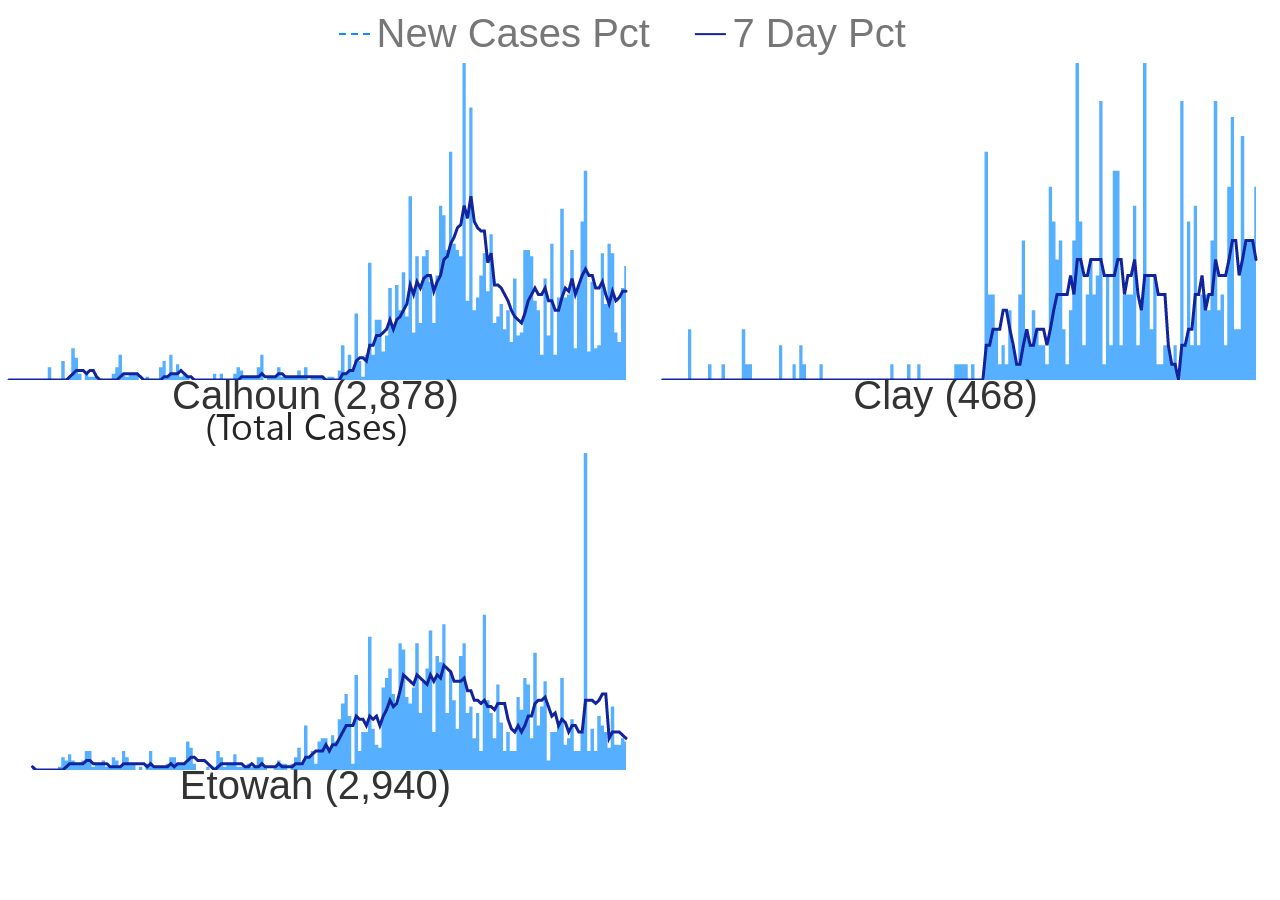 New Cases Pct 7 Day Pct
Calhoun (2,878)
(Total Cases)
Clay (468)
Etowah (2,940)